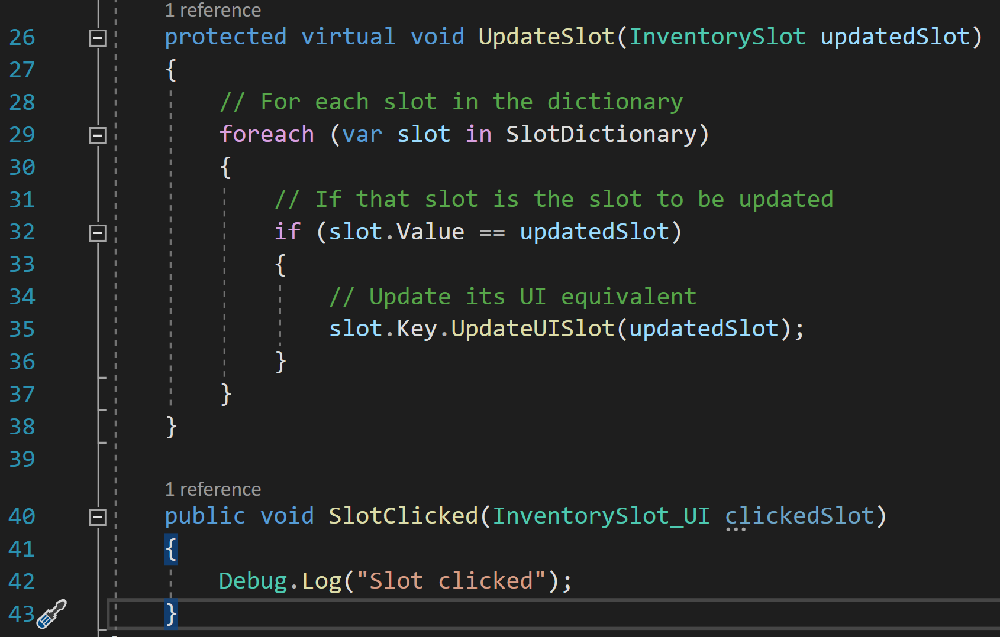 1 reference
26 protected virtual void UpdateSlot(InventorySlot updatedSlot)
27 {
28 // For each slot in the dictionary
29 foreach (var slot in SlotDictionary)
30 {
31 // If that slot is the slot to be updated
32 if (slot.Value == updatedSlot)
33 {
34 // Update its UI equivalent
35 slot.Key.UpdateUISlot(updatedSlot);
36 }
37 }
38 }
39
1 reference
40 public void SlotClicked(InventorySlot_UI clickedSlot)
41 {
42 Debug.Log("Slot clicked");
43 }